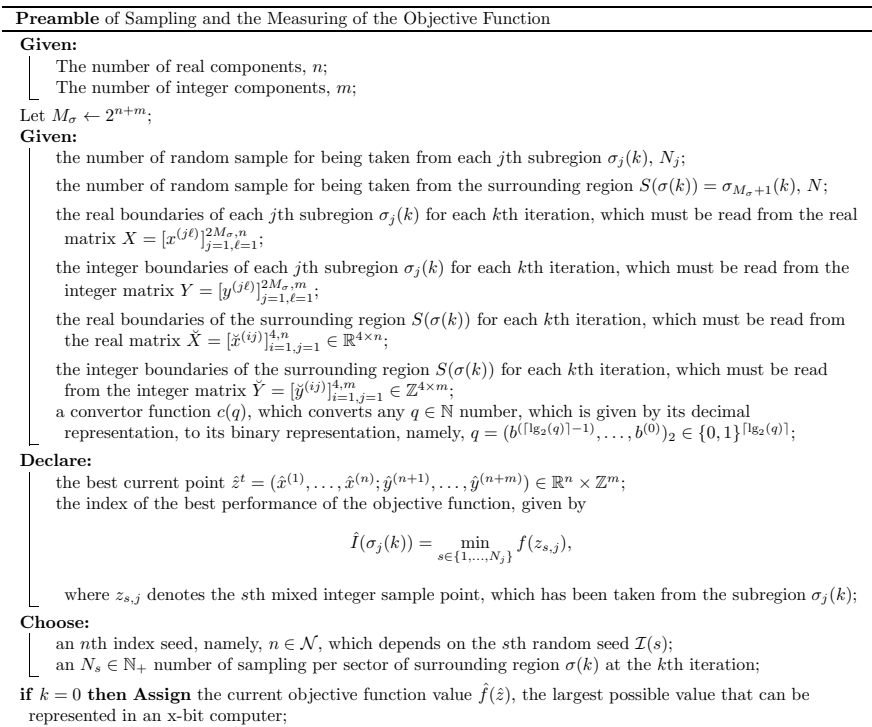 Preamble of Sampling and the Measuring of the Objective Function
Given:
The number of real components, n;
The number of integer components, m;
Let M_σ ← 2^{n+m};
Given:
the number of random sample for being taken from each jth subregion σ_j(k), N_j;
the number of random sample for being taken from the surrounding region S(σ(k)) = σ_{M_σ+1}(k), N;
the real boundaries of each jth subregion σ_j(k) for each kth iteration, which must be read from the real
matrix X = [x^{(jℓ)}]_{j=1,ℓ=1}^{2M_σ,n};
the integer boundaries of each jth subregion σ_j(k) for each kth iteration, which must be read from the
integer matrix Y = [y^{(jℓ)}]_{j=1,ℓ=1}^{2M_σ,m};
the real boundaries of the surrounding region S(σ(k)) for each kth iteration, which must be read from
the real matrix X̆ = [x̆^{(ij)}]_{i=1,j=1}^{4,n} ∈ ℝ^{4×n};
the integer boundaries of the surrounding region S(σ(k)) for each kth iteration, which must be read
from the integer matrix Y̆ = [y̆^{(ij)}]_{i=1,j=1}^{4,m} ∈ ℤ^{4×m};
a convertor function c(q), which converts any q ∈ ℕ number, which is given by its decimal
representation, to its binary representation, namely, q = (b^{(⌈lg_2(q)⌉−1)}, . . . , b^{(0)})_2 ∈ {0, 1}^{⌈lg_2(q)⌉};
Declare:
the best current point ẑ^t = (x̂^{(1)}, . . . , x̂^{(n)}; ŷ^{(n+1)}, . . . , ŷ^{(n+m)}) ∈ ℝ^n × ℤ^m;
the index of the best performance of the objective function, given by
Î(σ_j(k)) = min_{s∈{1,...,N_j}} f(z_{s,j}),
where z_{s,j} denotes the sth mixed integer sample point, which has been taken from the subregion σ_j(k);
Choose:
an nth index seed, namely, n ∈ 𝒩, which depends on the sth random seed ℐ(s);
an N_s ∈ ℕ_+ number of sampling per sector of surrounding region σ(k) at the kth iteration;
if k = 0 then Assign the current objective function value f̂(ẑ), the largest possible value that can be
represented in an x-bit computer;